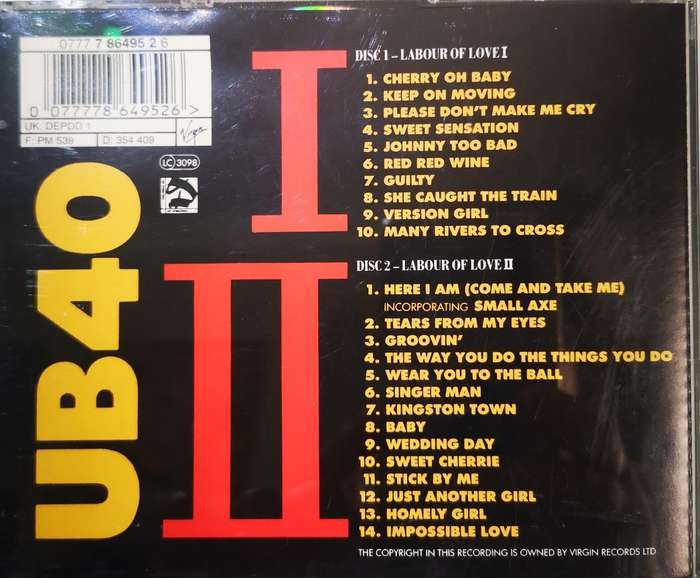 0777 7 86495 2 6
0 077778 649526 >
UK: DEPDD 1
F: PM 539 D: 354 409
Virgin
LC 3098
UB40
I
II
DISC 1 – LABOUR OF LOVE I
1. CHERRY OH BABY
2. KEEP ON MOVING
3. PLEASE DON'T MAKE ME CRY
4. SWEET SENSATION
5. JOHNNY TOO BAD
6. RED RED WINE
7. GUILTY
8. SHE CAUGHT THE TRAIN
9. VERSION GIRL
10. MANY RIVERS TO CROSS
DISC 2 – LABOUR OF LOVE II
1. HERE I AM (COME AND TAKE ME)
INCORPORATING SMALL AXE
2. TEARS FROM MY EYES
3. GROOVIN'
4. THE WAY YOU DO THE THINGS YOU DO
5. WEAR YOU TO THE BALL
6. SINGER MAN
7. KINGSTON TOWN
8. BABY
9. WEDDING DAY
10. SWEET CHERRIE
11. STICK BY ME
12. JUST ANOTHER GIRL
13. HOMELY GIRL
14. IMPOSSIBLE LOVE
THE COPYRIGHT IN THIS RECORDING IS OWNED BY VIRGIN RECORDS LTD